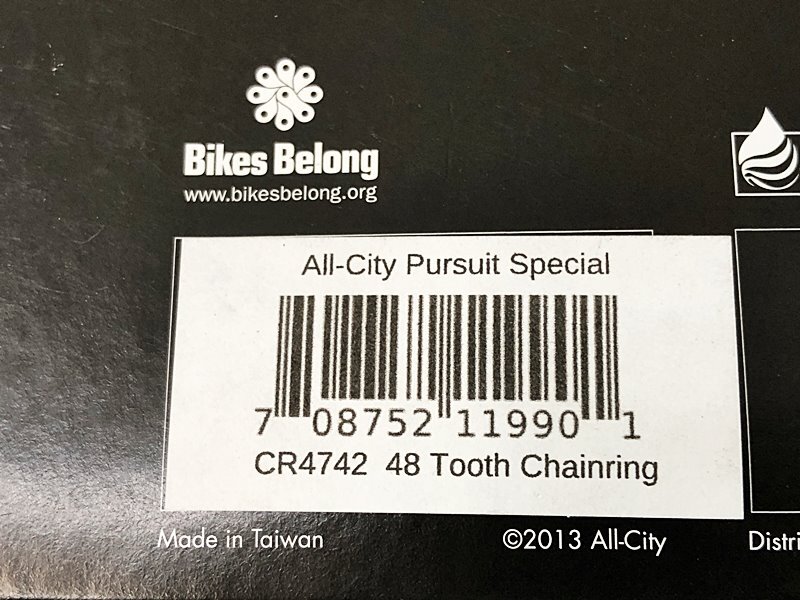 Bikes Belong
www.bikesbelong.org
All-City Pursuit Special
7 08752 11990 1
CR4742 48 Tooth Chainring
Made in Taiwan
©2013 All-City
Distri